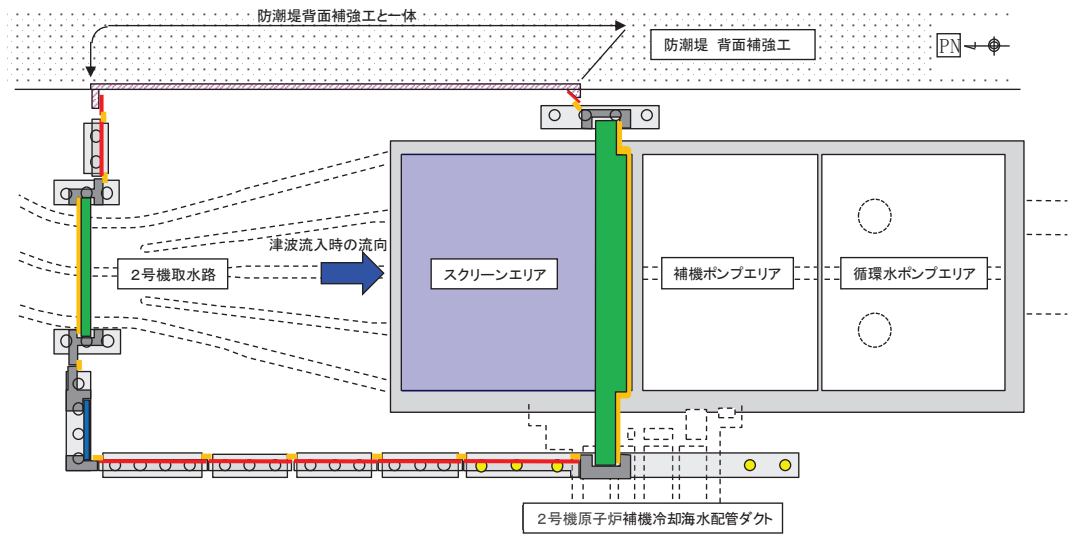 防潮堤背面補強工と一体
防潮堤 背面補強工
PN
津波流入時の流向
2号機取水路
スクリーンエリア
補機ポンプエリア
循環水ポンプエリア
2号機原子炉補機冷却海水配管ダクト